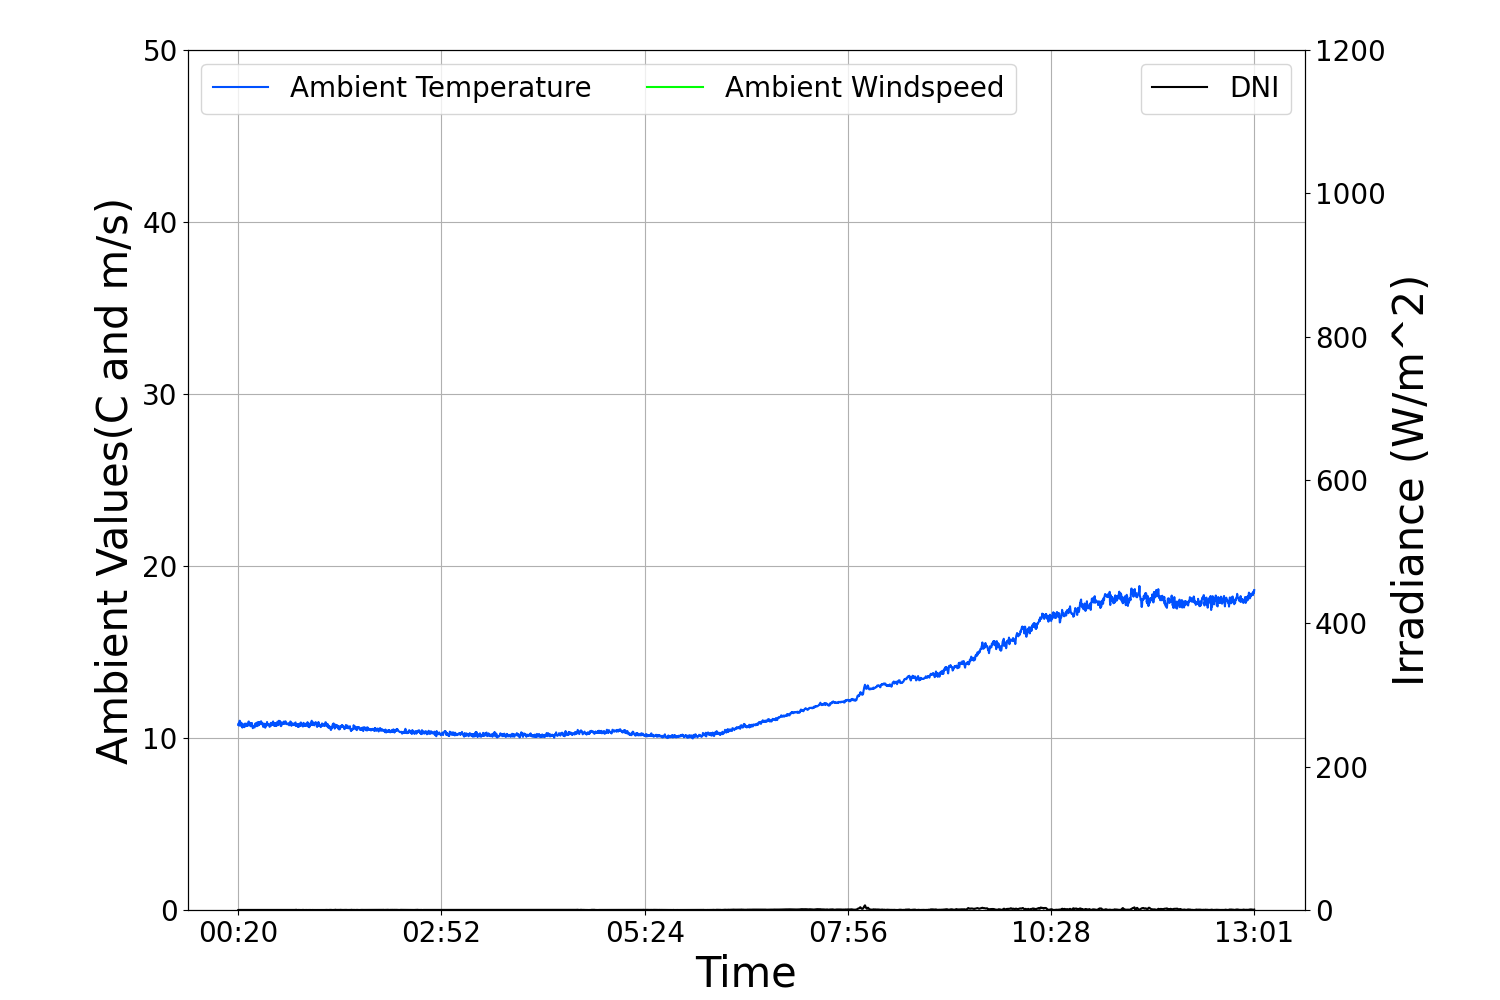 Ambient Temperature Ambient Windspeed DNI
Ambient Values(C and m/s)
50
40
30
20
10
0
1200
1000
800
600
400
200
0
Irradiance (W/m^2)
00:20 02:52 05:24 07:56 10:28 13:01
Time